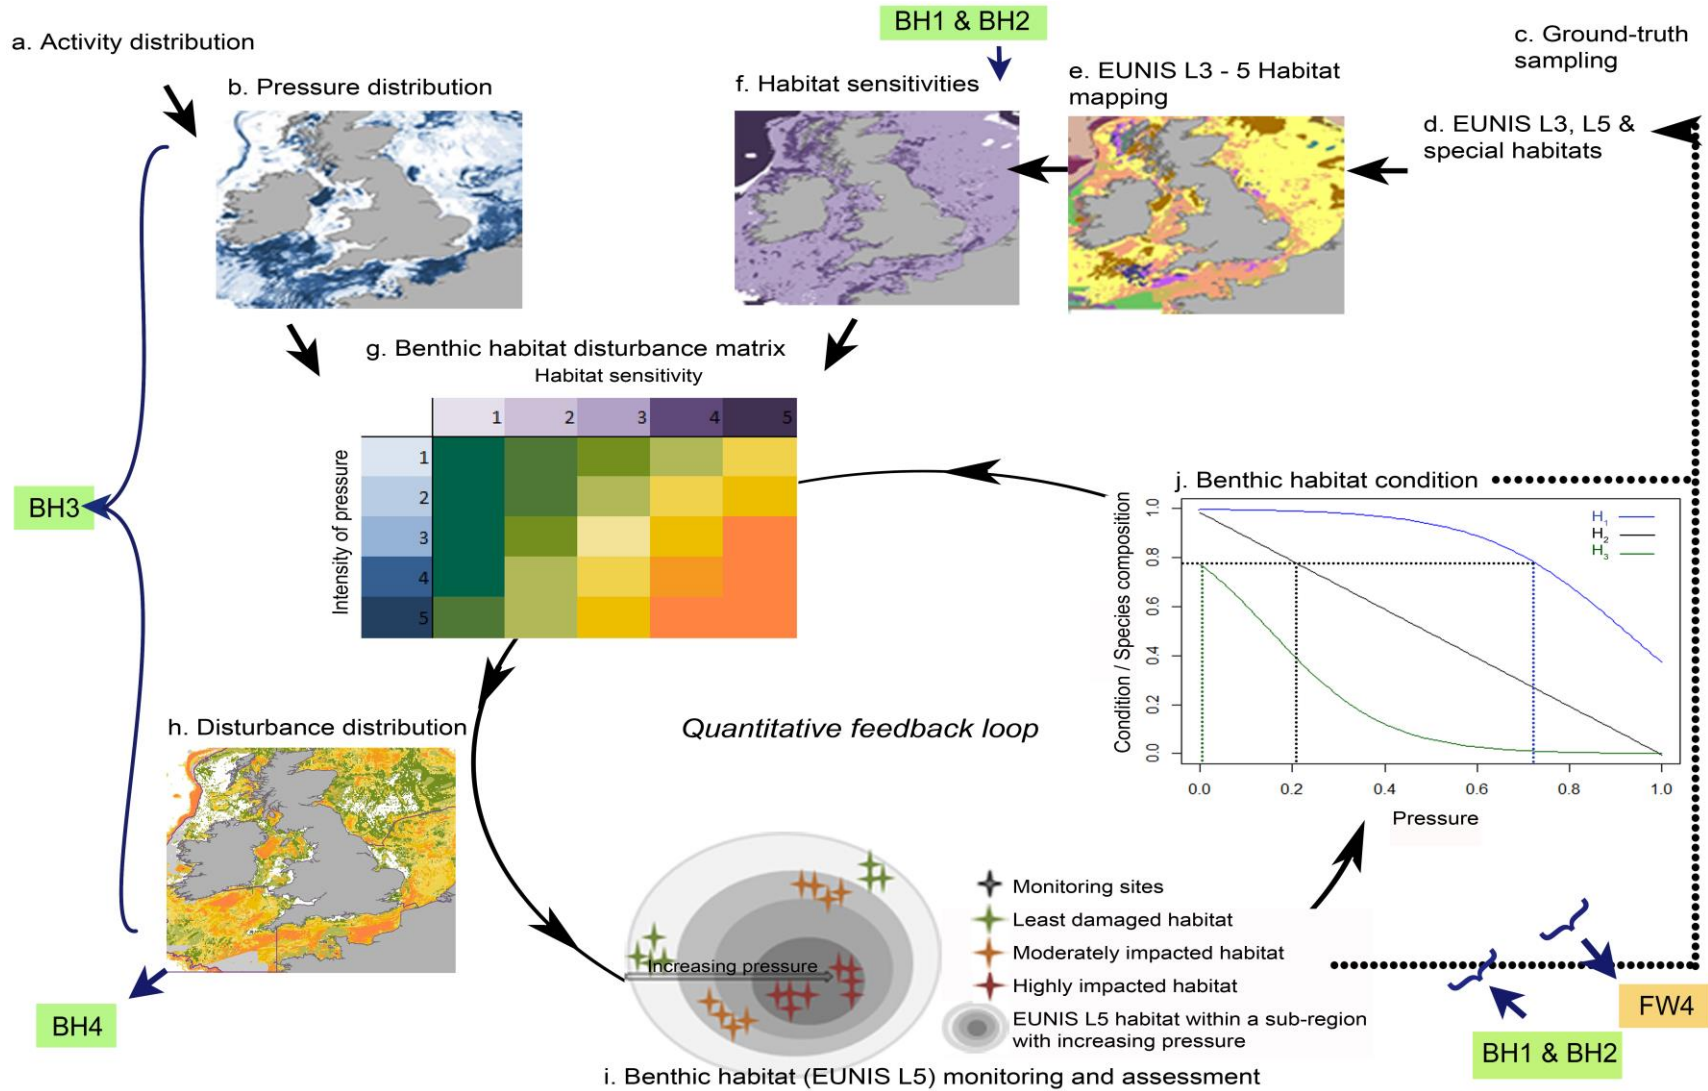 BH1 & BH2
a. Activity distribution
c. Ground-truth
sampling
b. Pressure distribution
f. Habitat sensitivities
e. EUNIS L3 - 5 Habitat
mapping
d. EUNIS L3, L5 &
special habitats
g. Benthic habitat disturbance matrix
Habitat sensitivity
1 2 3 4 5
Intensity of pressure
1
2
3
4
5
BH3
j. Benthic habitat condition
H1
H2
H3
Condition / Species composition
1.0
0.8
0.6
0.4
0.2
0.0
0.0 0.2 0.4 0.6 0.8 1.0
Pressure
h. Disturbance distribution
Quantitative feedback loop
Increasing pressure
Monitoring sites
Least damaged habitat
Moderately impacted habitat
Highly impacted habitat
EUNIS L5 habitat within a sub-region
with increasing pressure
BH4
FW4
BH1 & BH2
i. Benthic habitat (EUNIS L5) monitoring and assessment